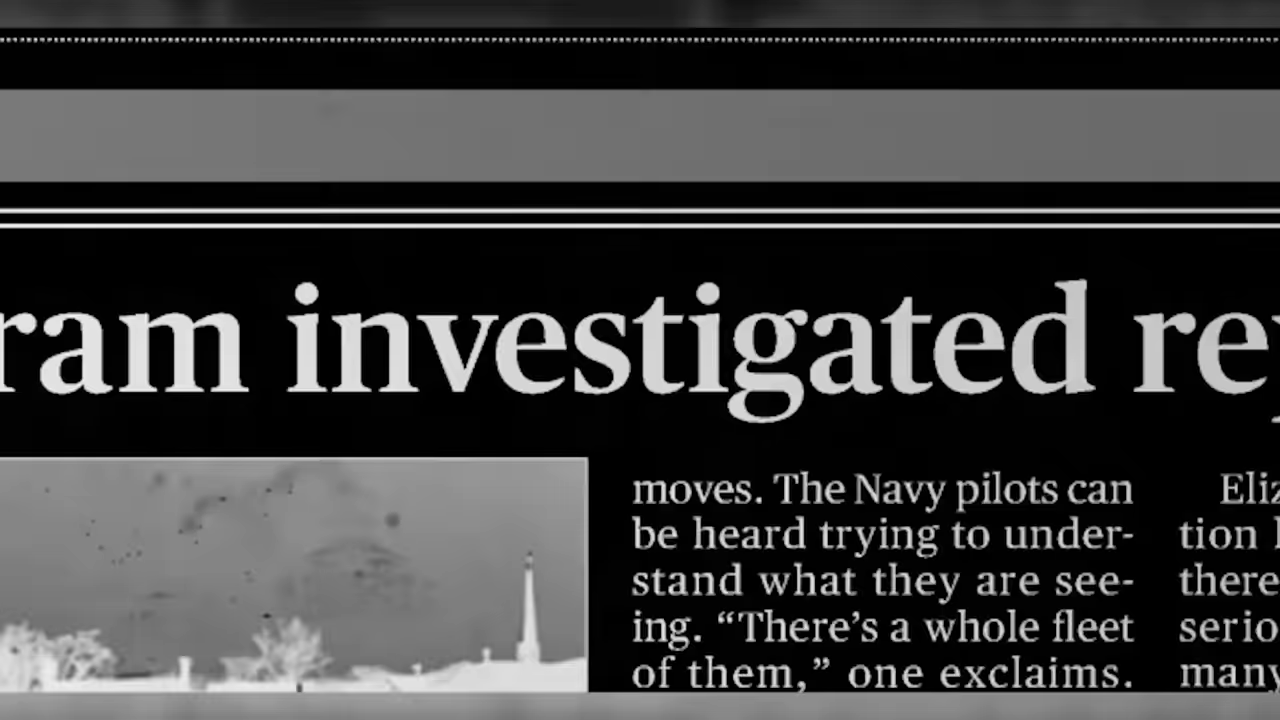 ram investigated rep
moves. The Navy pilots can
be heard trying to under-
stand what they are see-
ing. “There’s a whole fleet
of them,” one exclaims.
Eliz
tion
there
serio
many